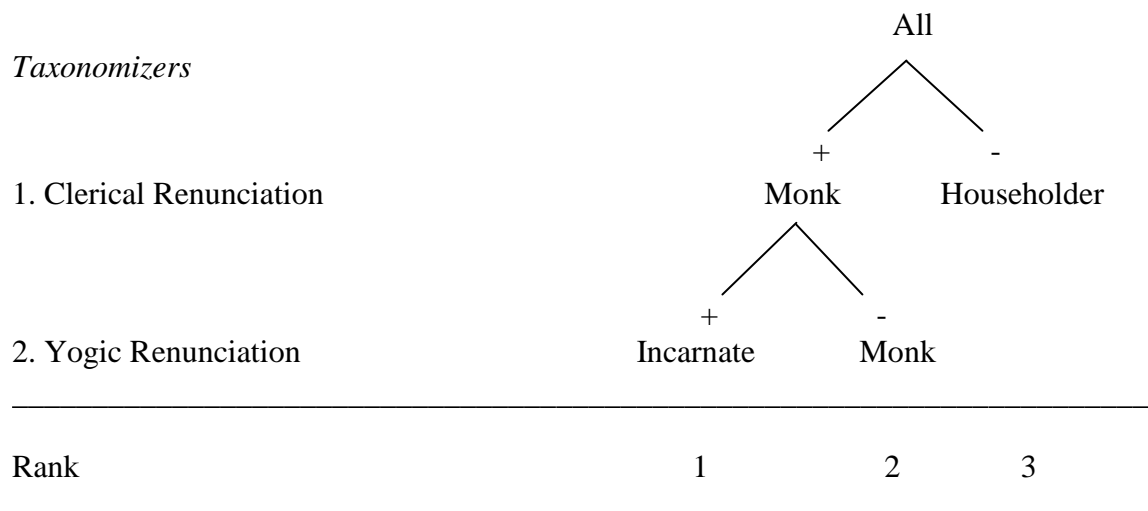 All
Taxonomizers
+ -
1. Clerical Renunciation Monk Householder
+ -
2. Yogic Renunciation Incarnate Monk
Rank 1 2 3